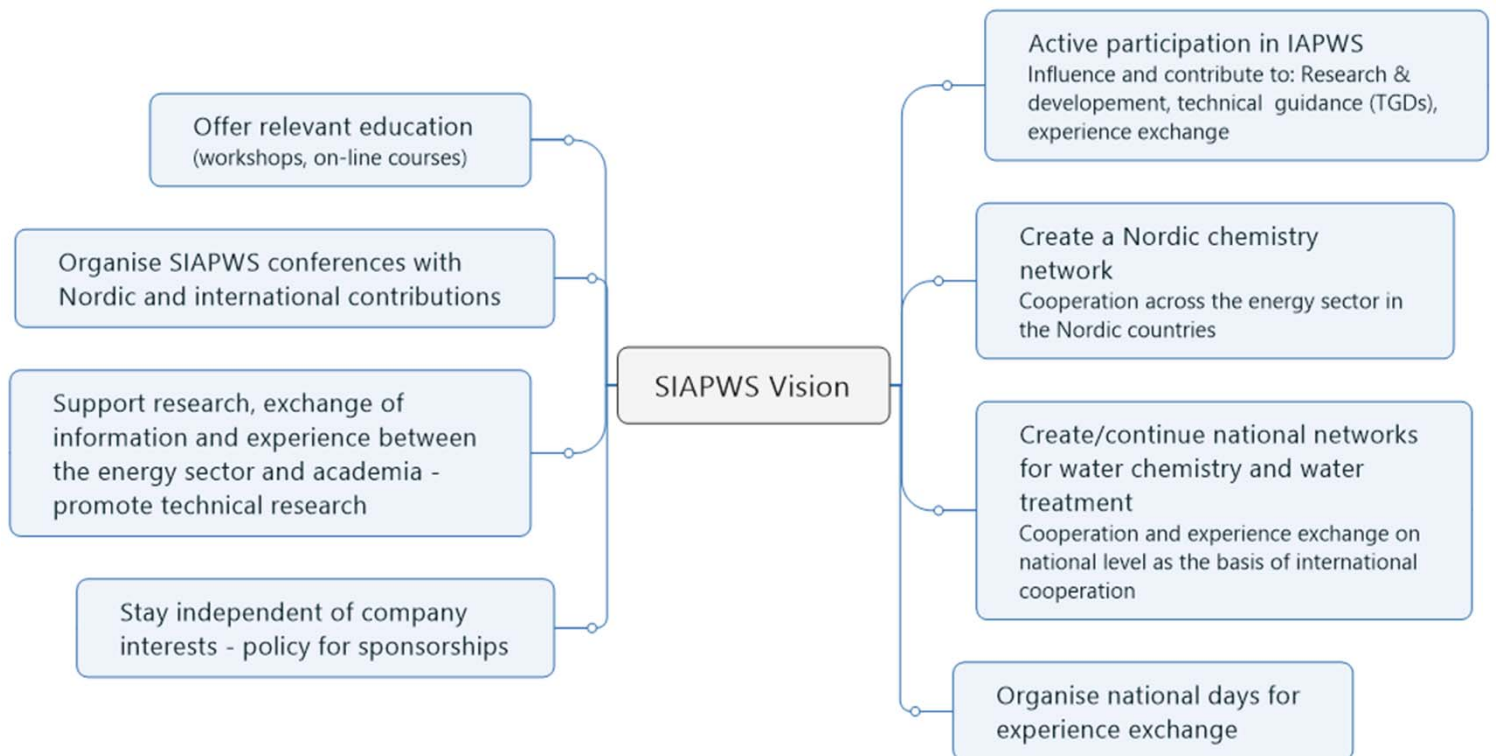 Offer relevant education
(workshops, on-line courses)
Organise SIAPWS conferences with
Nordic and international contributions
Support research, exchange of
information and experience between
the energy sector and academia -
promote technical research
Stay independent of company
interests - policy for sponsorships
SIAPWS Vision
Active participation in IAPWS
Influence and contribute to: Research &
developement, technical guidance (TGDs),
experience exchange
Create a Nordic chemistry
network
Cooperation across the energy sector in
the Nordic countries
Create/continue national networks
for water chemistry and water
treatment
Cooperation and experience exchange on
national level as the basis of international
cooperation
Organise national days for
experience exchange